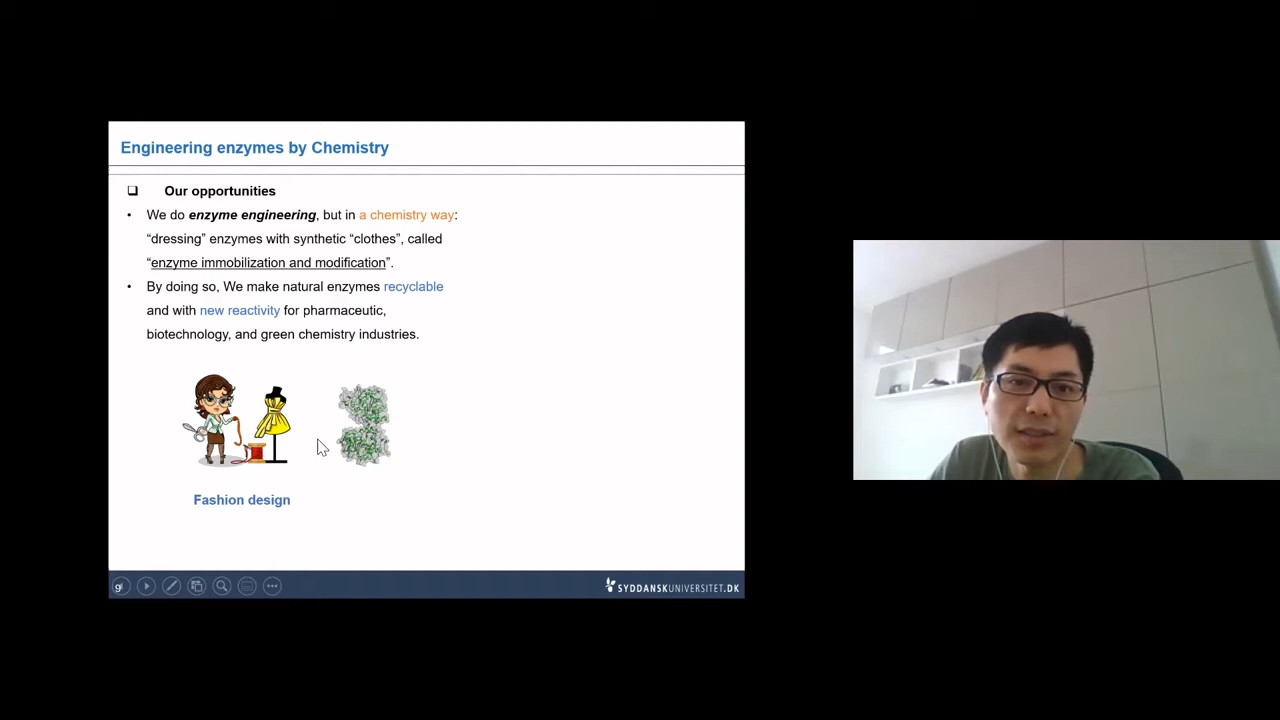 Engineering enzymes by Chemistry
Our opportunities
• We do enzyme engineering, but in a chemistry way:
“dressing” enzymes with synthetic “clothes”, called
“enzyme immobilization and modification”.
• By doing so, We make natural enzymes recyclable
and with new reactivity for pharmaceutic,
biotechnology, and green chemistry industries.
Fashion design
9
SYDDANSKUNIVERSITET.DK